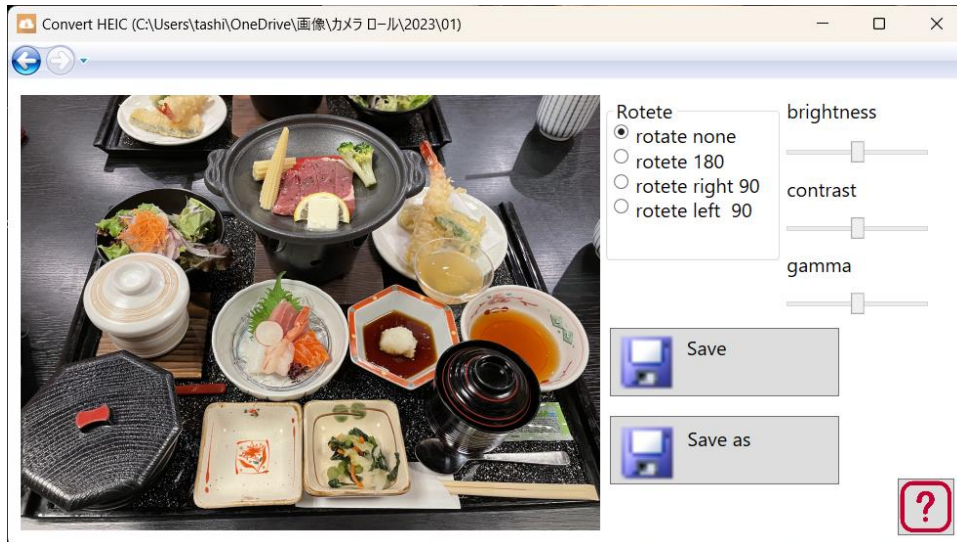 Convert HEIC (C:\Users\tashi\OneDrive\画像\カメラ ロール\2023\01)
Rotete
rotate none
rotete 180
rotete right 90
rotete left  90
brightness
contrast
gamma
Save
Save as
?